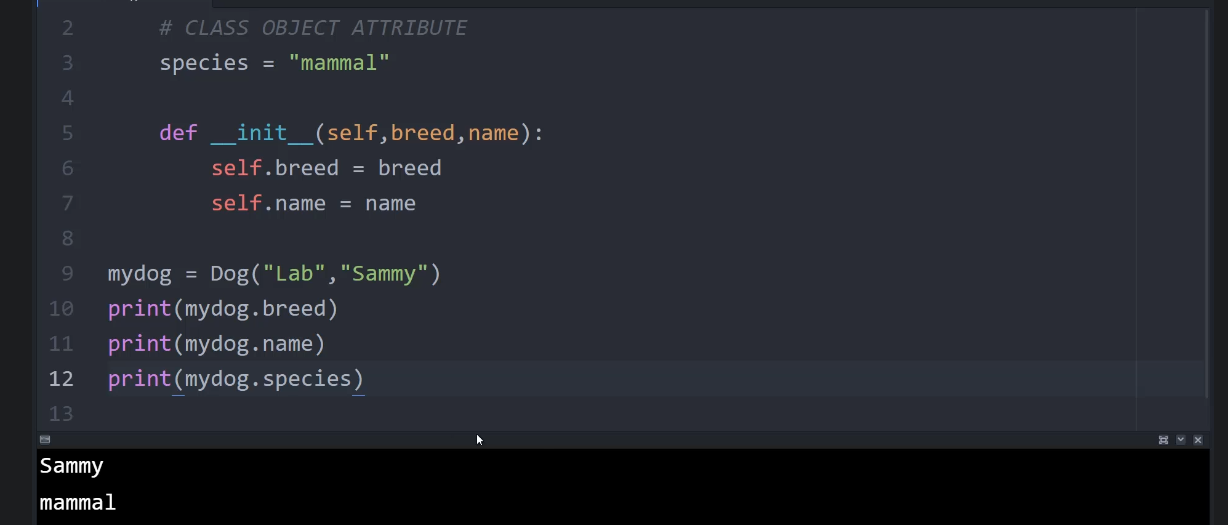 2 # CLASS OBJECT ATTRIBUTE
3 species = "mammal"
4
5 def __init__(self,breed,name):
6 self.breed = breed
7 self.name = name
8
9 mydog = Dog("Lab","Sammy")
10 print(mydog.breed)
11 print(mydog.name)
12 print(mydog.species)
13
Sammy
mammal